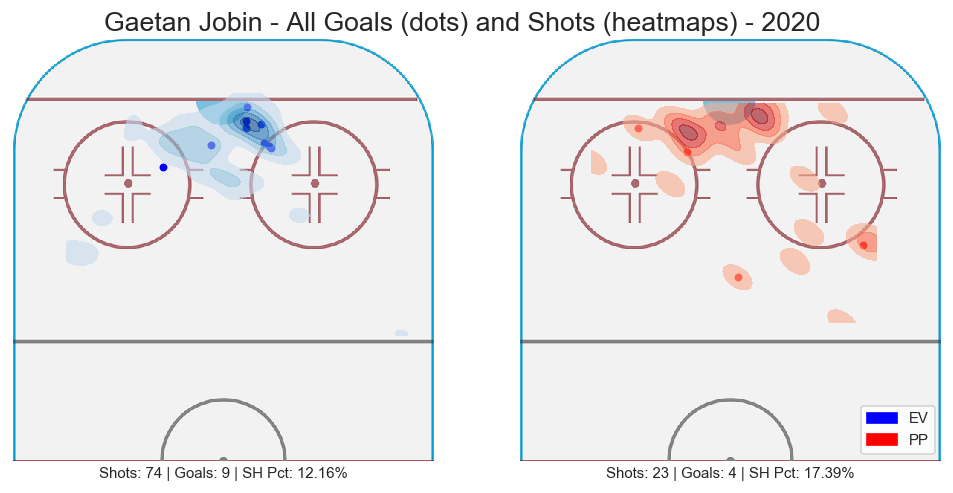 Gaetan Jobin - All Goals (dots) and Shots (heatmaps) - 2020
EV
PP
Shots: 74 | Goals: 9 | SH Pct: 12.16%
Shots: 23 | Goals: 4 | SH Pct: 17.39%